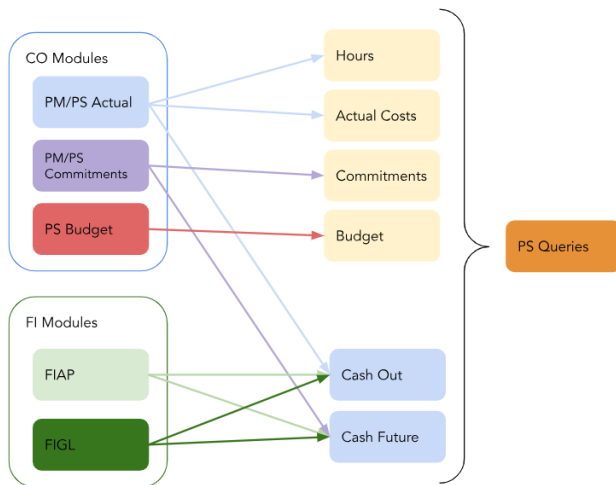 CO Modules
PM/PS Actual
PM/PS
Commitments
PS Budget
FI Modules
FIAP
FIGL
Hours
Actual Costs
Commitments
Budget
Cash Out
Cash Future
PS Queries